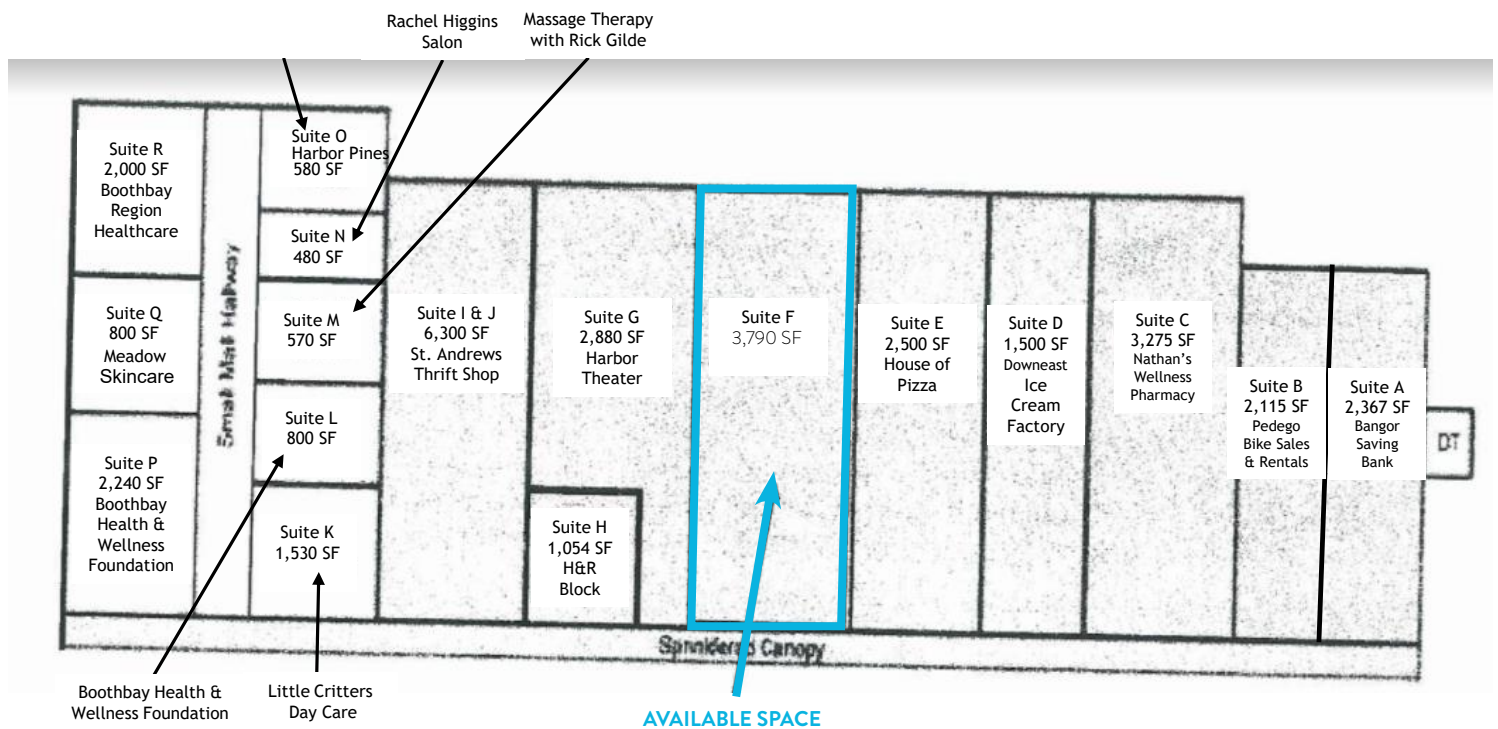 Rachel Higgins
Salon
Massage Therapy
with Rick Gilde
Suite R
2,000 SF
Boothbay
Region
Healthcare
Suite O
Harbor Pines
580 SF
Suite N
480 SF
Small Mall Hallway
Suite Q
800 SF
Meadow
Skincare
Suite M
570 SF
Suite L
800 SF
Suite P
2,240 SF
Boothbay
Health &
Wellness
Foundation
Suite K
1,530 SF
Suite I & J
6,300 SF
St. Andrews
Thrift Shop
Suite G
2,880 SF
Harbor
Theater
Suite H
1,054 SF
H&R
Block
Suite F
3,790 SF
Suite E
2,500 SF
House of
Pizza
Suite D
1,500 SF
Downeast
Ice
Cream
Factory
Suite C
3,275 SF
Nathan's
Wellness
Pharmacy
Suite B
2,115 SF
Pedego
Bike Sales
& Rentals
Suite A
2,367 SF
Bangor
Saving
Bank
DT
Canopy
Boothbay Health &
Wellness Foundation
Little Critters
Day Care
AVAILABLE SPACE